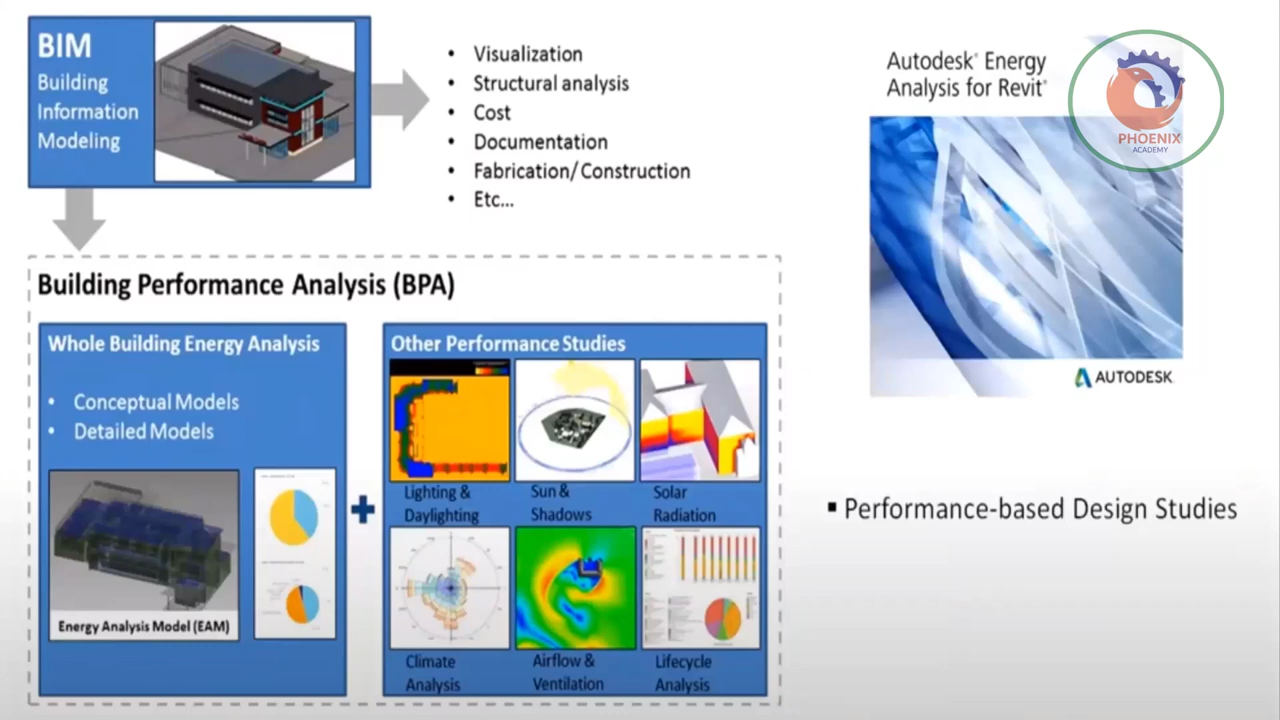 BIM
Building
Information
Modeling
• Visualization
• Structural analysis
• Cost
• Documentation
• Fabrication/ Construction
• Etc...
Autodesk® Energy
Analysis for Revit®
PHOENIX
ACADEMY
AUTODESK
Building Performance Analysis (BPA)
Whole Building Energy Analysis
• Conceptual Models
• Detailed Models
Energy Analysis Model (EAM)
Other Performance Studies
Lighting &
Daylighting
Sun &
Shadows
Solar
Radiation
Climate
Analysis
Airflow &
Ventilation
Lifecycle
Analysis
▪ Performance-based Design Studies